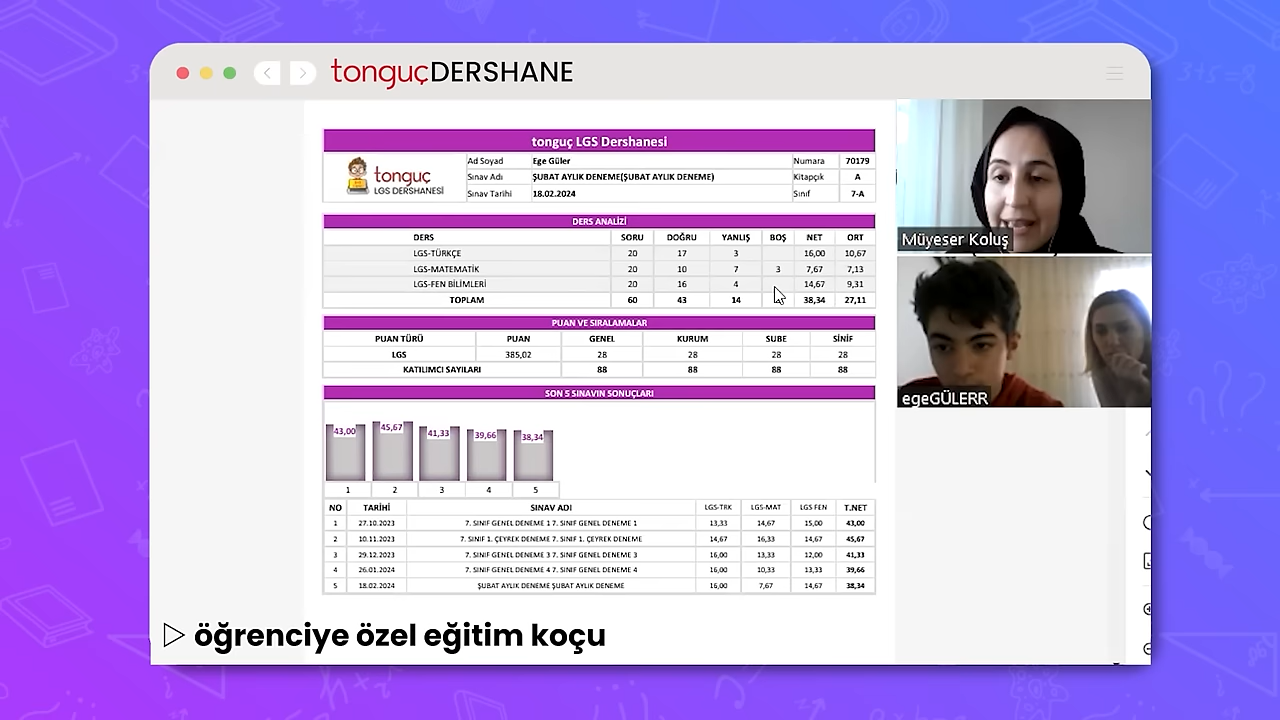 tonguçDERSHANE
tonguç LGS Dershanesi
tonguç
LGS DERSHANESİ
Ad Soyad Ege Güler Numara 70179
Sınav Adı ŞUBAT AYLIK DENEME(ŞUBAT AYLIK DENEME) Kitapçık A
Sınav Tarihi 18.02.2024 Sınıf 7-A
DERS ANALİZİ
DERS SORU DOĞRU YANLIŞ BOŞ NET ORT
LGS-TÜRKÇE 20 17 3 16,00 10,67
LGS-MATEMATİK 20 10 7 3 7,67 7,13
LGS-FEN BİLİMLERİ 20 16 4 14,67 9,31
TOPLAM 60 43 14 38,34 27,11
PUAN VE SIRALAMALAR
PUAN TÜRÜ PUAN GENEL KURUM SUBE SİNİF
LGS 385,02 28 28 28 28
KATILIMCI SAYILARI 88 88 88 88
SON 5 SINAVIN SONUÇLARI
43,00 45,67 41,33 39,66 38,34
1 2 3 4 5
NO TARİHİ SINAV ADI LGS-TRK LGS-MAT LGS FEN T.NET
1 27.10.2023 7. SINIF GENEL DENEME 1 7. SINIF GENEL DENEME 1 13,33 14,67 15,00 43,00
2 10.11.2023 7. SINIF 1. ÇEYREK DENEME 7. SINIF 1. ÇEYREK DENEME 14,67 16,33 14,67 45,67
3 29.12.2023 7. SINIF GENEL DENEME 3 7. SINIF GENEL DENEME 3 16,00 13,33 12,00 41,33
4 26.01.2024 7. SINIF GENEL DENEME 4 7. SINIF GENEL DENEME 4 16,00 10,33 13,33 39,66
5 18.02.2024 ŞUBAT AYLIK DENEME ŞUBAT AYLIK DENEME 16,00 7,67 14,67 38,34
Müyeser Koluş
egeGÜLERR
öğrenciye özel eğitim koçu